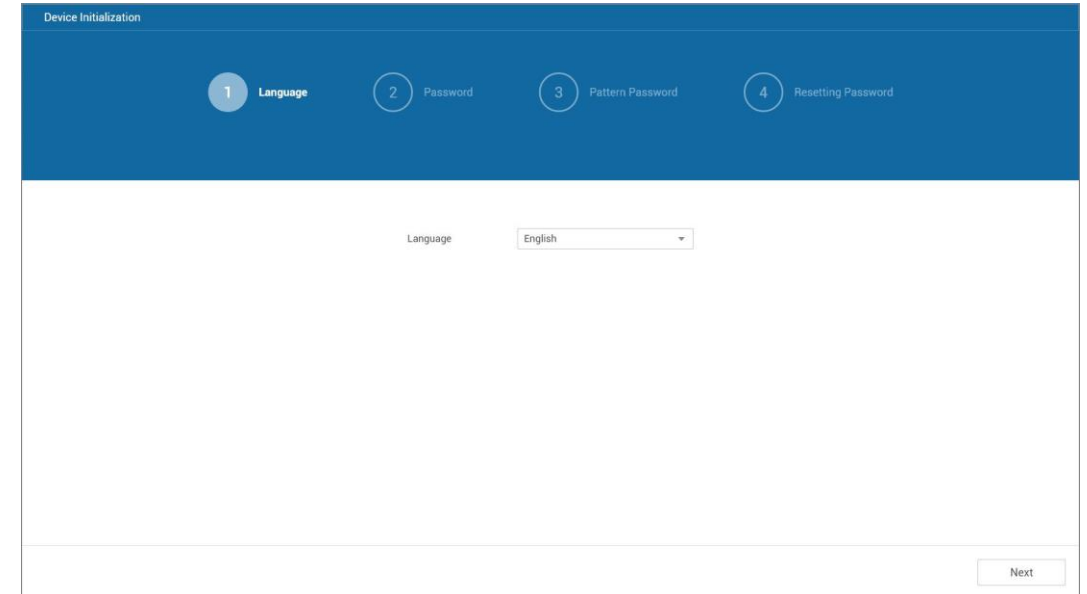 Device Initialization
1 Language 2 Password 3 Pattern Password 4 Resetting Password
Language English
Next